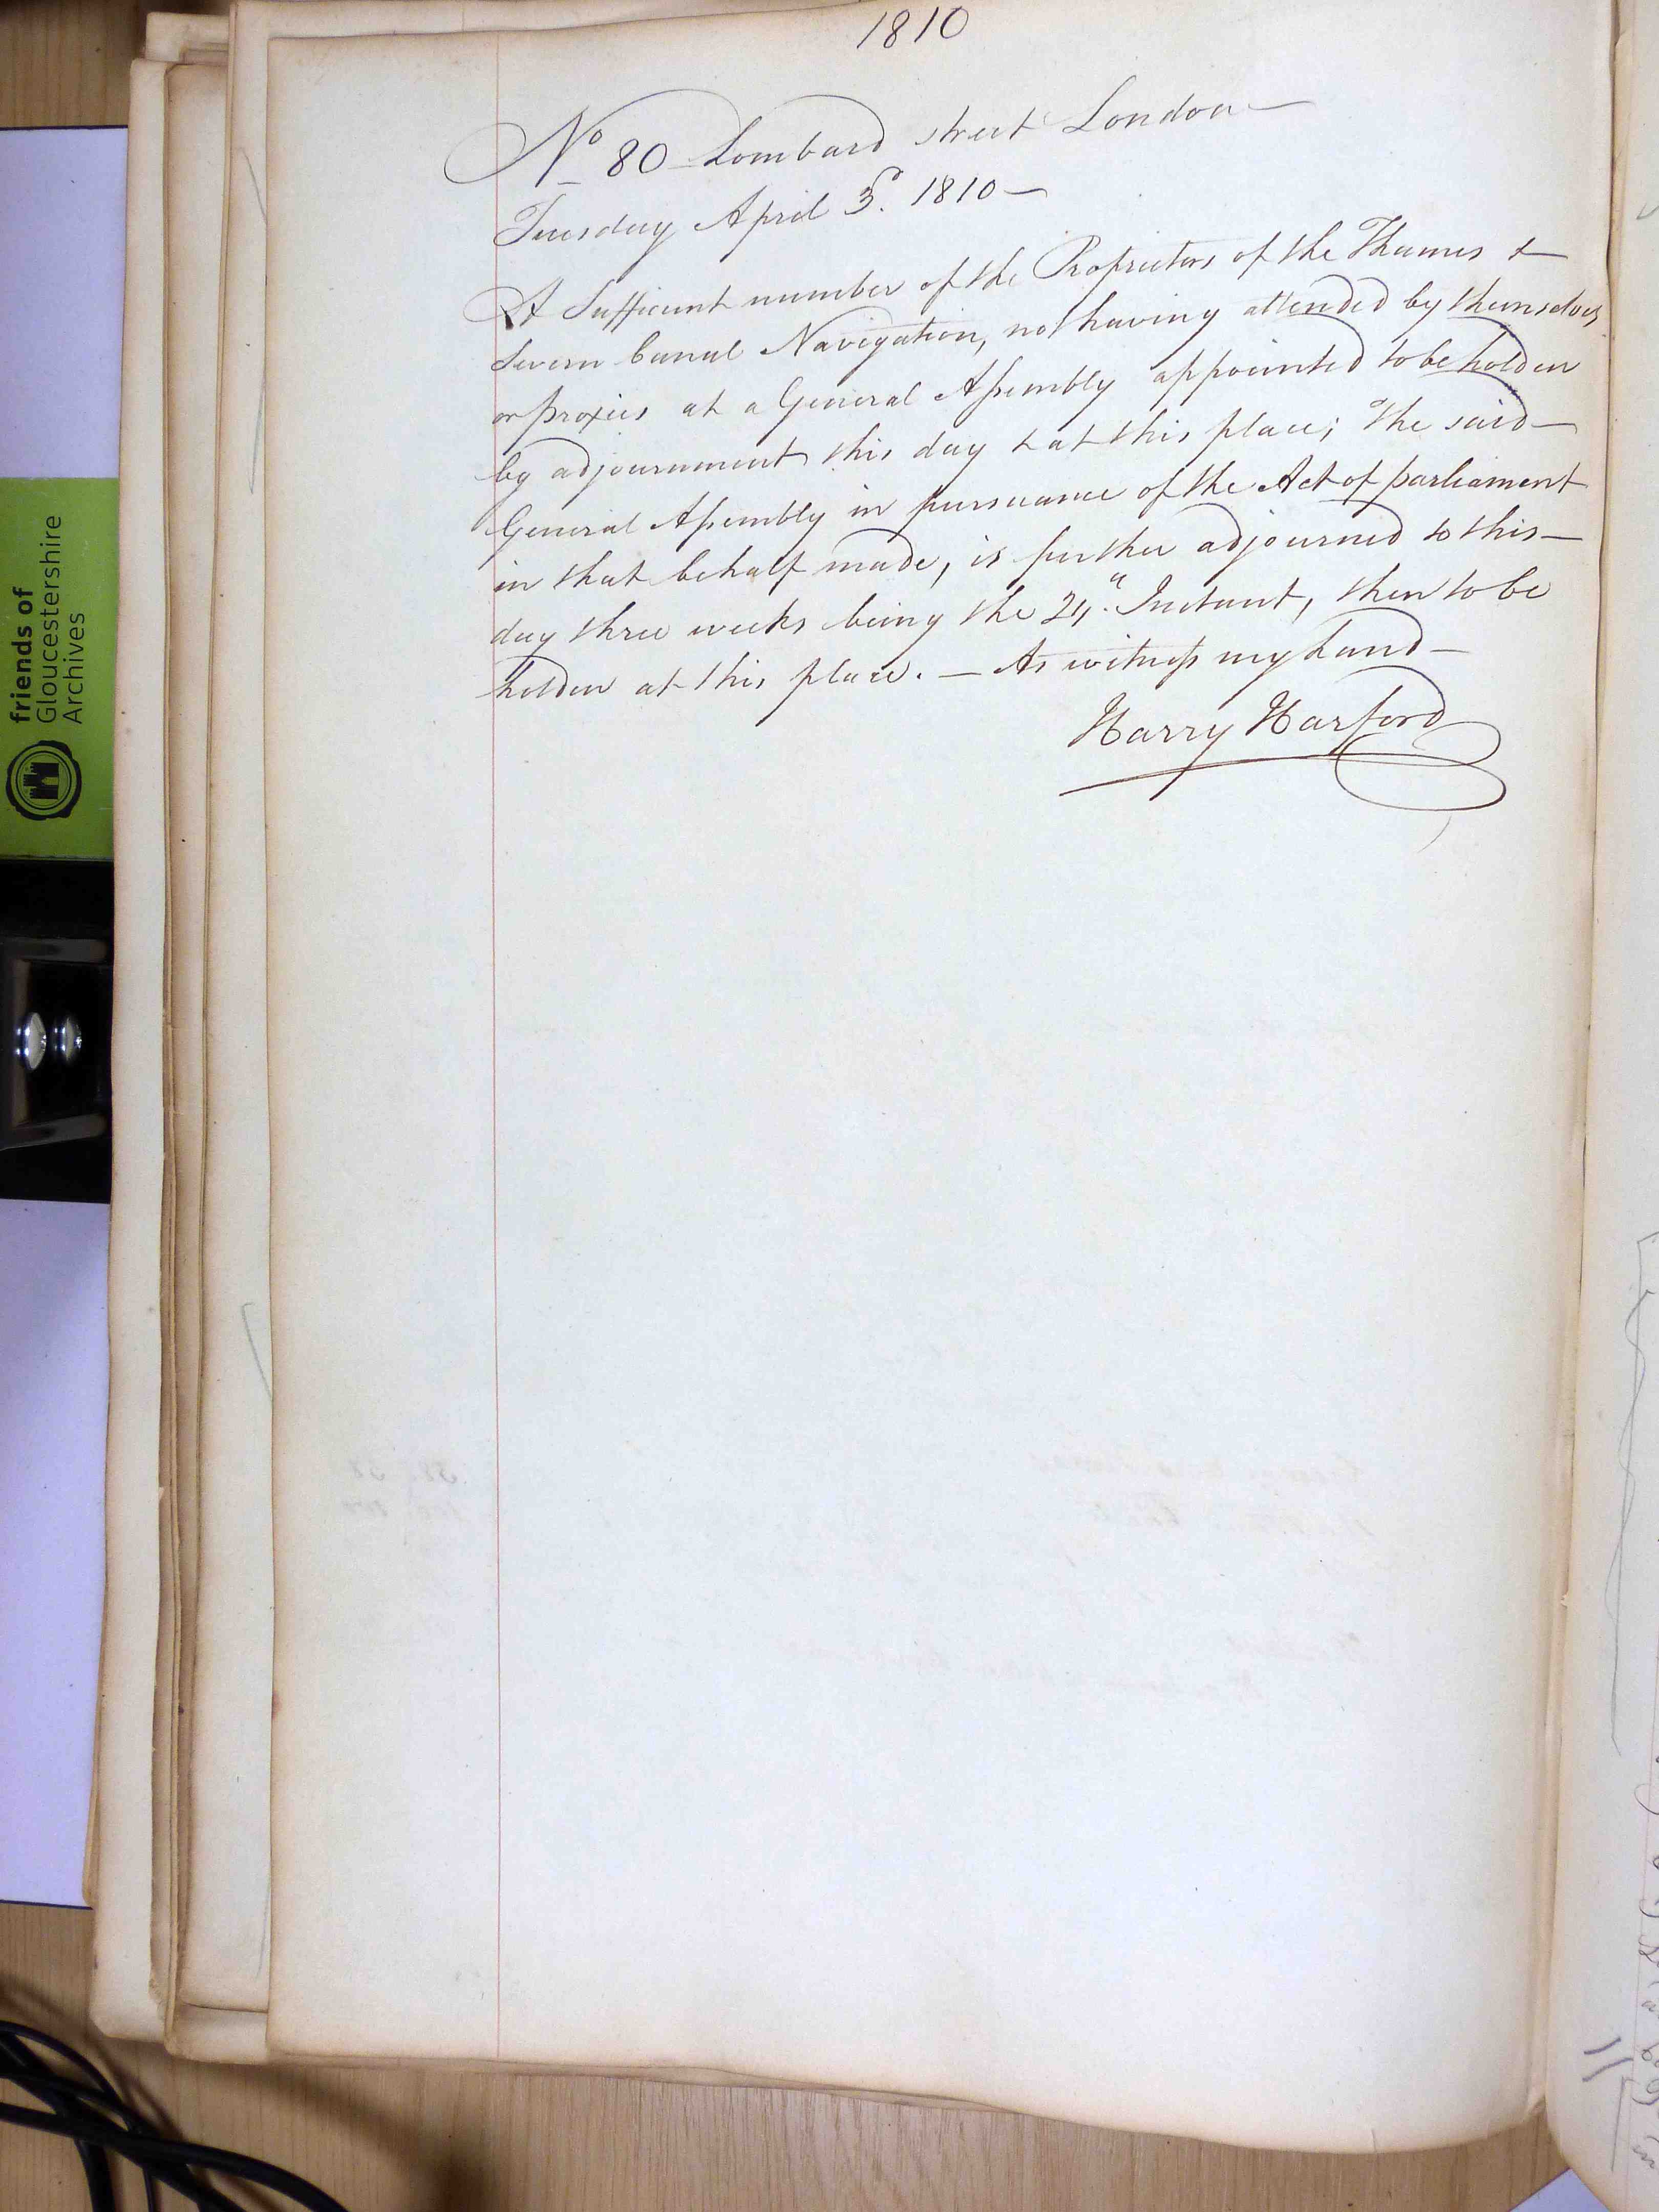 1810
No 80 Lombard street London —
Tuesday April 3d. 1810 —
A Sufficient number of the Proprietors of the Thames & —
Severn Canal Navigation, not having attended by themselves
or proxies at a General Assembly appointed to be holden
by adjournment this day & at this place; The said —
General Assembly in pursuance of the Act of parliament
in that behalf made, is further adjourned to this —
day three weeks being the 24th. Instant, then to be
holden at this place. — As witness my hand —
Harry Harford
friends of
Gloucestershire
Archives